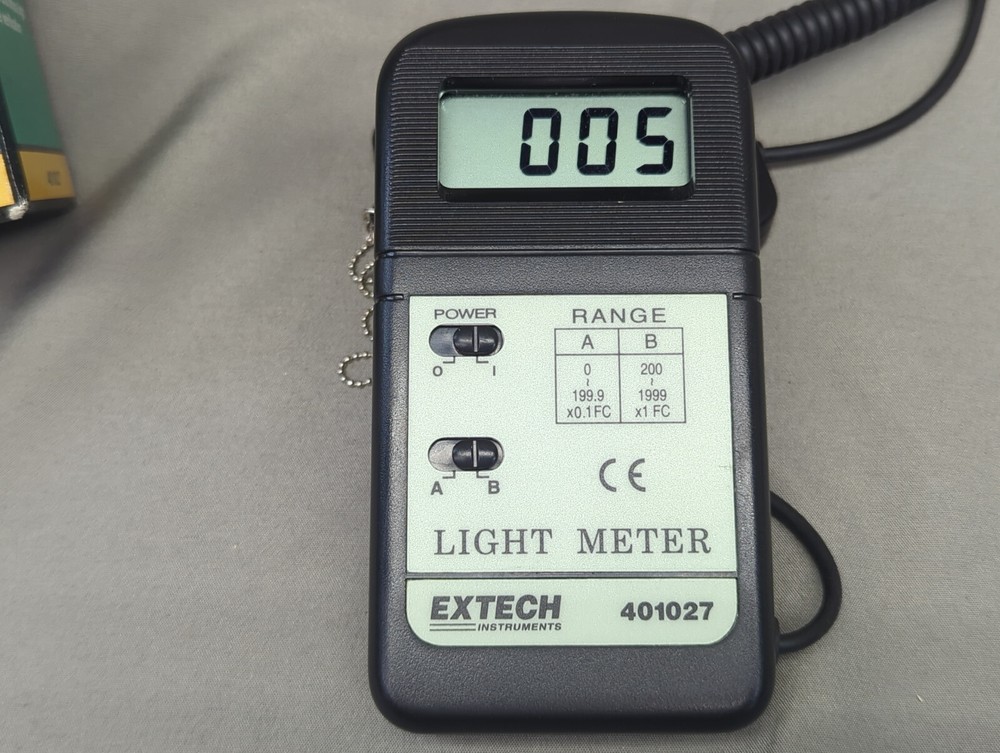 005
POWER
O I
RANGE
A B
0 200
~ ~
199.9 1999
x0.1FC x1 FC
A B
CE
LIGHT METER
EXTECH
INSTRUMENTS
401027